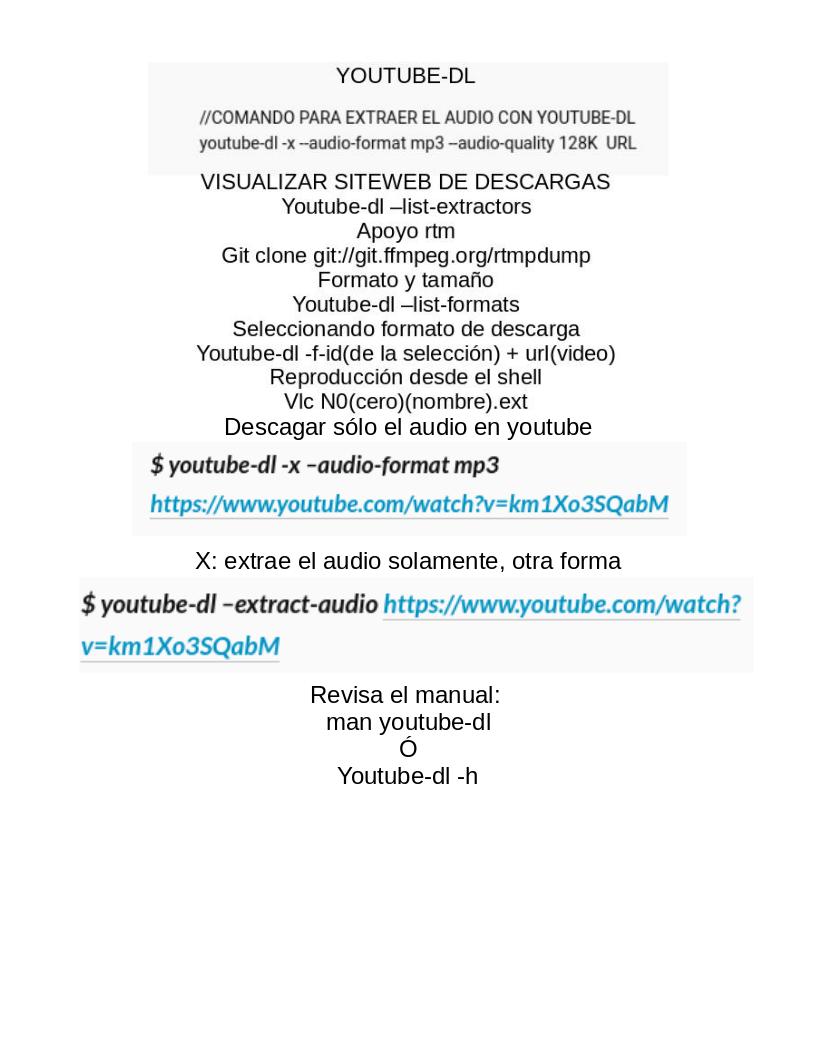 YOUTUBE-DL
//COMANDO PARA EXTRAER EL AUDIO CON YOUTUBE-DL
youtube-dl -x --audio-format mp3 --audio-quality 128K  URL
VISUALIZAR SITEWEB DE DESCARGAS
Youtube-dl –list-extractors
Apoyo rtm
Git clone git://git.ffmpeg.org/rtmpdump
Formato y tamaño
Youtube-dl –list-formats
Seleccionando formato de descarga
Youtube-dl -f-id(de la selección) + url(video)
Reproducción desde el shell
Vlc N0(cero)(nombre).ext
Descagar sólo el audio en youtube
$ youtube-dl -x –audio-format mp3
https://www.youtube.com/watch?v=km1Xo3SQabM
X: extrae el audio solamente, otra forma
$ youtube-dl –extract-audio https://www.youtube.com/watch?
v=km1Xo3SQabM
Revisa el manual:
man youtube-dl
Ó
Youtube-dl -h